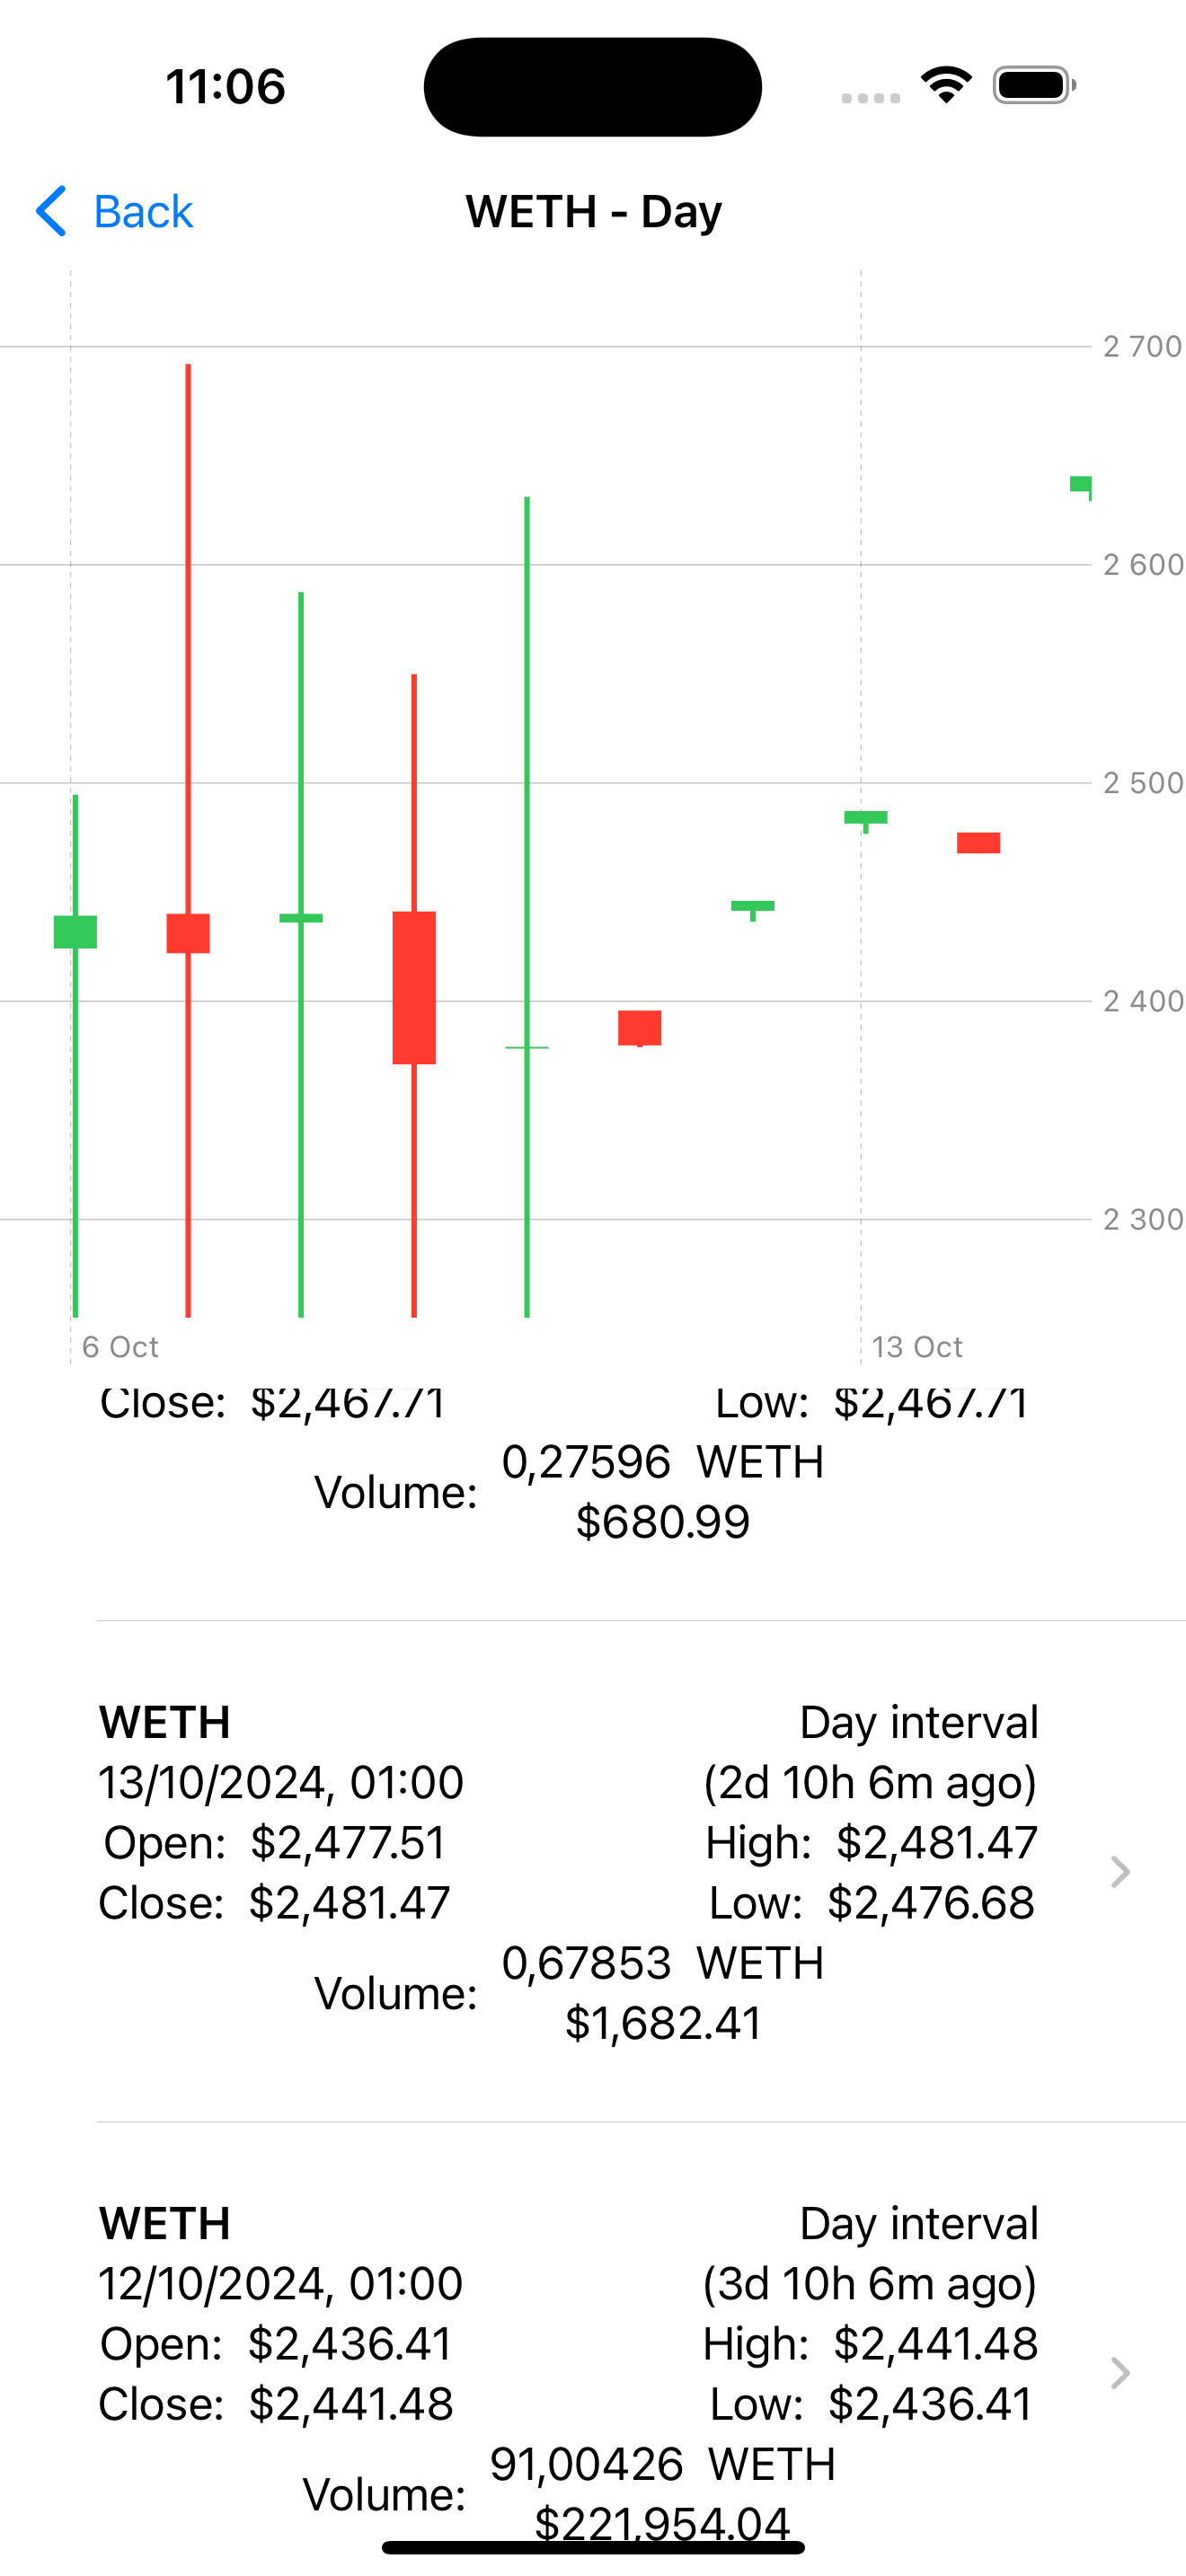 11:06
Back
WETH - Day
2 700
2 600
2 500
2 400
2 300
6 Oct
13 Oct
Close: $2,467.71
Low: $2,467.71
Volume:
0,27596 WETH
$680.99
WETH
Day interval
13/10/2024, 01:00
(2d 10h 6m ago)
Open: $2,477.51
High: $2,481.47
Close: $2,481.47
Low: $2,476.68
Volume:
0,67853 WETH
$1,682.41
WETH
Day interval
12/10/2024, 01:00
(3d 10h 6m ago)
Open: $2,436.41
High: $2,441.48
Close: $2,441.48
Low: $2,436.41
Volume:
91,00426 WETH
$221,954.04